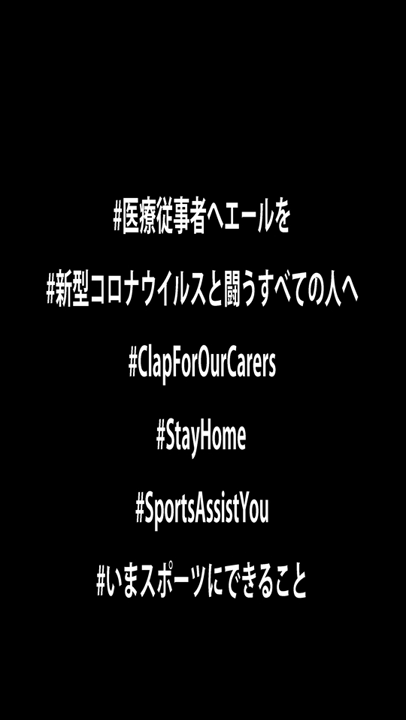 #医療従事者へエールを
#新型コロナウイルスと闘うすべての人へ
#ClapForOurCarers
#StayHome
#SportsAssistYou
#いまスポーツにできること